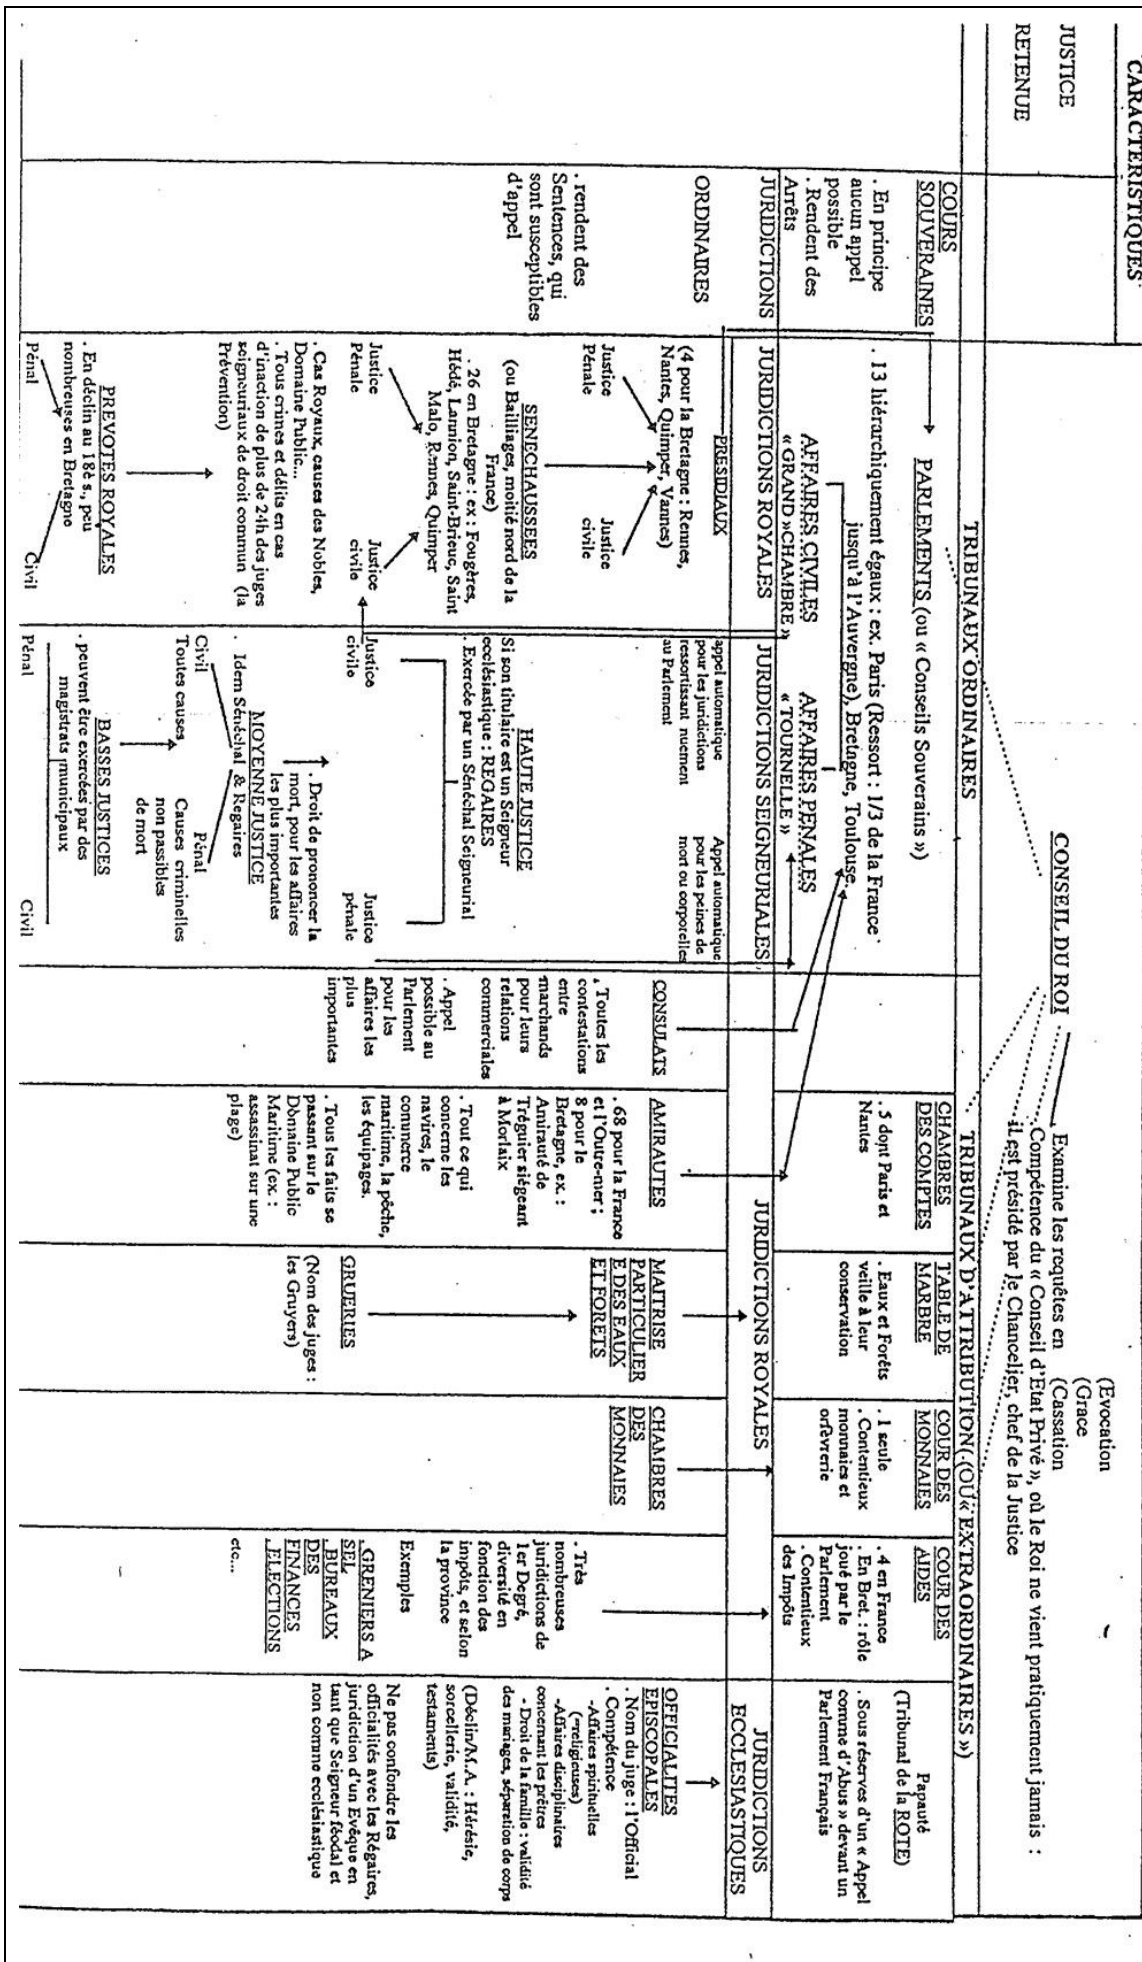 CARACTERISTIQUES
JUSTICE
RETENUE
CONSEIL DU ROI
Examine les requêtes en
(Evocation
(Grace
(Cassation
. Compétence du « Conseil d'Etat Privé », où le Roi ne vient pratiquement jamais :
il est présidé par le Chancelier, chef de la Justice
TRIBUNAUX ORDINAIRES
TRIBUNAUX D'ATTRIBUTION (OU « EXTRAORDINAIRES »)
COURS
SOUVERAINES
. En principe
aucun appel
possible
. Rendent des
Arrêts
PARLEMENTS (ou « Conseils Souverains »)
. 13 hiérarchiquement égaux : ex. Paris (Ressort : 1/3 de la France
jusqu'à l'Auvergne), Bretagne, Toulouse.
AFFAIRES CIVILES
« GRAND » CHAMBRE »
AFFAIRES PENALES
« TOURNELLE »
CHAMBRES
DES COMPTES
. 5 dont Paris et
Nantes
TABLE DE
MARBRE
. Eaux et Forêts
veille à leur
conservation
COUR DES
MONNAIES
. 1 seule
. Contentieux
monnaies et
orfèvrerie
COUR DES
AIDES
. 4 en France
. En Bret. : rôle
joué par le
Parlement
. Contentieux
des Impôts
Papauté
(Tribunal de la ROTE)
. Sous réserves d'un « Appel
comme d'Abus » devant un
Parlement Français
JURIDICTIONS
ORDINAIRES
. rendent des
Sentences, qui
sont susceptibles
d'appel
JURIDICTIONS ROYALES
JURIDICTIONS SEIGNEURIALES
JURIDICTIONS ROYALES
JURIDICTIONS
ECCLESIASTIQUES
PRESIDIAUX
(4 pour la Bretagne : Rennes,
Nantes, Quimper, Vannes)
Justice
Pénale
Justice
civile
SENECHAUSSEES
(ou Bailliages, moitié nord de la
France)
. 26 en Bretagne : ex : Fougères,
Hédé, Lannion, Saint-Brieuc, Saint
Malo, Rennes, Quimper
Justice
Pénale
Justice
civile
. Cas Royaux, causes des Nobles,
Domaine Public...
. Tous crimes et délits en cas
d'inaction de plus de 24h des juges
seigneuriaux de droit commun (la
Prévention)
PREVOTES ROYALES
. En déclin au 18è s., peu
nombreuses en Bretagne
Pénal
Civil
appel automatique
pour les juridictions
ressortissant nuement
au Parlement
Appel automatique
pour les peines de
mort ou corporelles
HAUTE JUSTICE
Si son titulaire est un Seigneur
ecclésiastique : REGAIRES
. Exercée par un Sénéchal Seigneurial
Justice
civile
Justice
pénale
. Droit de prononcer la
mort, pour les affaires
les plus importantes
MOYENNE JUSTICE
. Idem Sénéchal & Regaires
Civil
Pénal
Toutes causes
Causes criminelles
non passibles
de mort
BASSES JUSTICES
. peuvent être exercées par des
magistrats municipaux
Pénal
Civil
CONSULATS
. Toutes les
contestations
entre
marchands
pour leurs
relations
commerciales
. Appel
possible au
Parlement
pour les
affaires les
plus
importantes
AMIRAUTES
. 68 pour la France
et l'Outre-mer ;
8 pour le
Bretagne, ex. :
Amirauté de
Tréguier siégeant
à Morlaix
. Tout ce qui
concerne les
navires, le
commerce
maritime, la pêche,
les équipages.
. Tous les faits se
passant sur le
Domaine Public
Maritime (ex. :
assassinat sur une
plage)
MAITRISE
PARTICULIER
E DES EAUX
ET FORETS
GRUERIES
(Nom des juges :
les Gruyers)
CHAMBRES
DES
MONNAIES
. Très
nombreuses
juridictions de
1er Degré,
diversité en
fonction des
impôts, et selon
la province
Exemples
. GRENIERS A
SEL
. BUREAUX
DES
FINANCES
. ELECTIONS
etc...
OFFICIALITES
EPISCOPALES
. Nom du juge : l'Official
. Compétence
-Affaires spirituelles
(=religieuses)
-Affaires disciplinaires
concernant les prêtres
- Droit de la famille : validité
des mariages, séparation de corps
(Déclin/M.A. : Hérésie,
sorcellerie, validité,
testaments)
Ne pas confondre les
officialités avec les Régaires,
juridiction d'un Evêque en
tant que Seigneur féodal et
non comme ecclésiastique